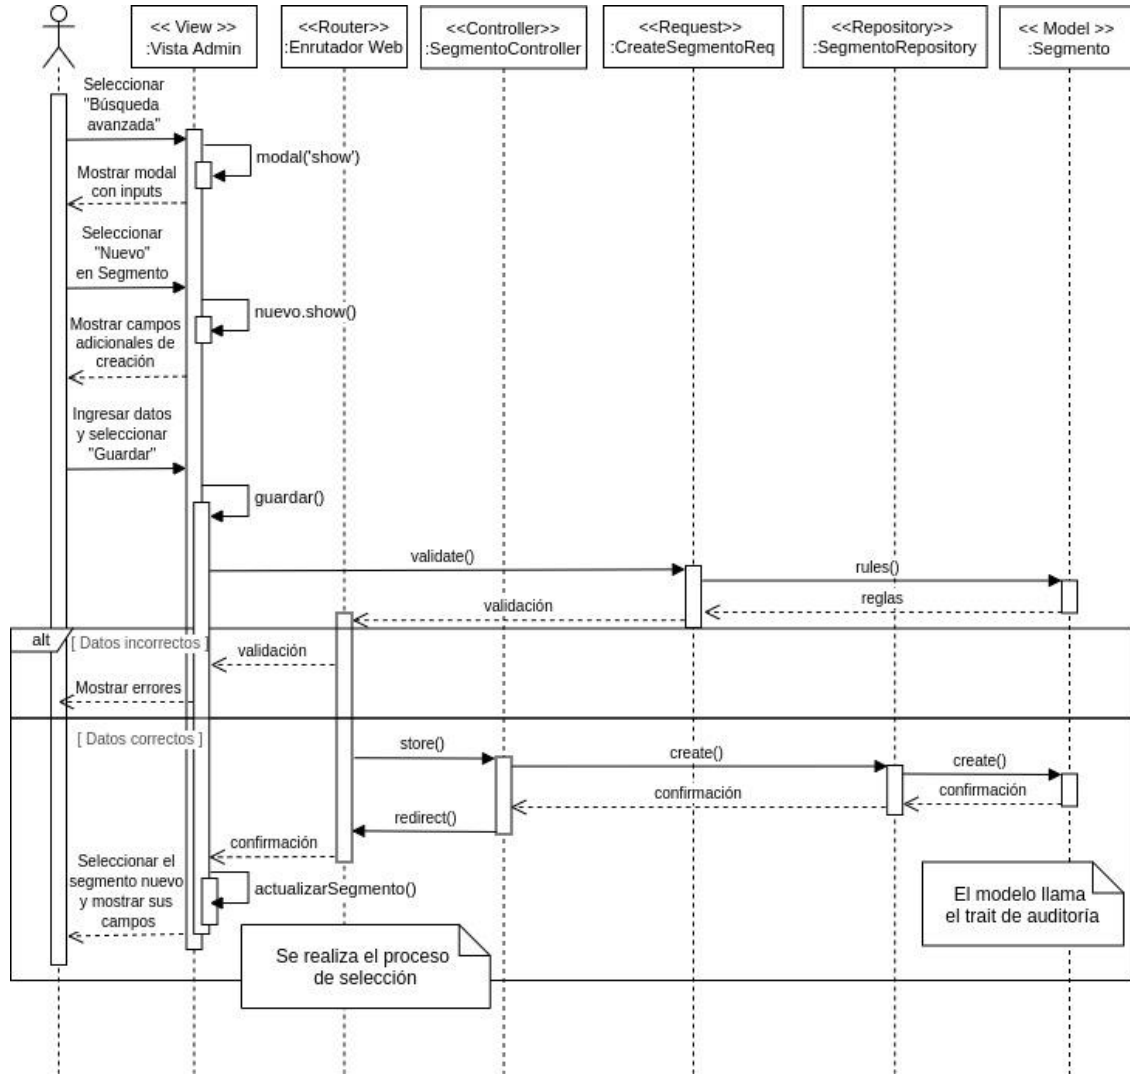 << View >>
:Vista Admin
<<Router>>
:Enrutador Web
<<Controller>>
:SegmentoController
<<Request>>
:CreateSegmentoReq
<<Repository>>
:SegmentoRepository
<< Model >>
:Segmento
Seleccionar
"Búsqueda
avanzada"
modal('show')
Mostrar modal
con inputs
Seleccionar
"Nuevo"
en Segmento
nuevo.show()
Mostrar campos
adicionales de
creación
Ingresar datos
y seleccionar
"Guardar"
guardar()
validate()
rules()
reglas
validación
alt
[ Datos incorrectos ]
validación
Mostrar errores
[ Datos correctos ]
store()
create()
create()
confirmación
confirmación
redirect()
confirmación
Seleccionar el
segmento nuevo
y mostrar sus
campos
actualizarSegmento()
El modelo llama
el trait de auditoría
Se realiza el proceso
de selección